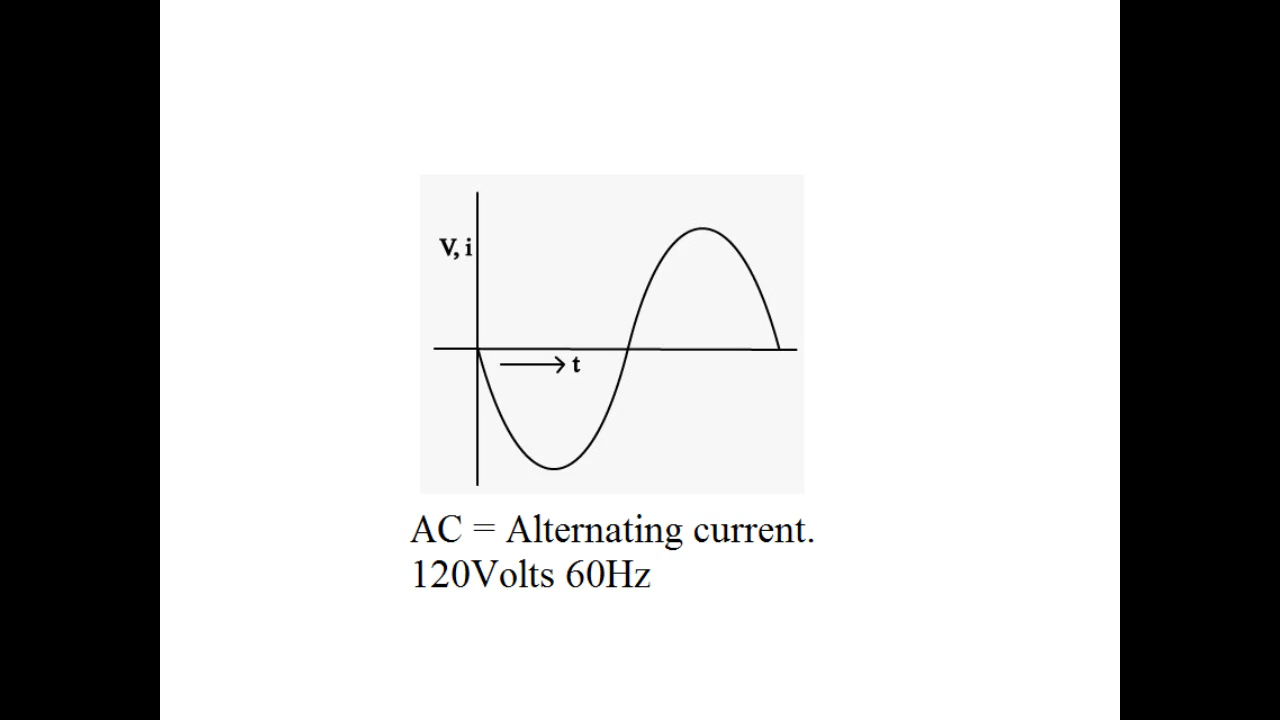 V, i
t
AC = Alternating current.
120Volts 60Hz